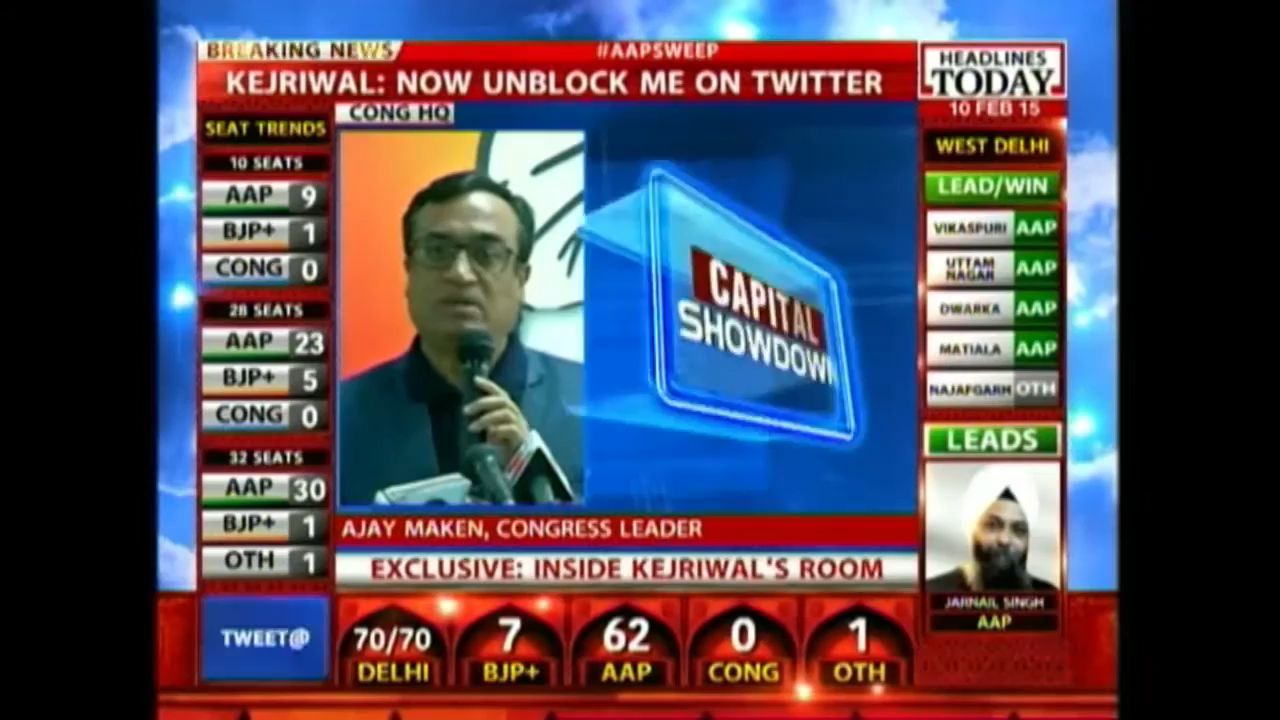 BREAKING NEWS
#AAPSWEEP
KEJRIWAL: NOW UNBLOCK ME ON TWITTER
HEADLINES
TODAY
10 FEB 15
CONG HQ
SEAT TRENDS
10 SEATS
AAP 9
BJP+ 1
CONG 0
28 SEATS
AAP 23
BJP+ 5
CONG 0
32 SEATS
AAP 30
BJP+ 1
OTH 1
CAPITAL
SHOWDOWN
WEST DELHI
LEAD/WIN
VIKASPURI AAP
UTTAM
NAGAR AAP
DWARKA AAP
MATIALA AAP
NAJAFGARH OTH
LEADS
JARNAIL SINGH
AAP
AJAY MAKEN, CONGRESS LEADER
EXCLUSIVE: INSIDE KEJRIWAL'S ROOM
TWEET@
70/70 7 62 0 1
DELHI BJP+ AAP CONG OTH